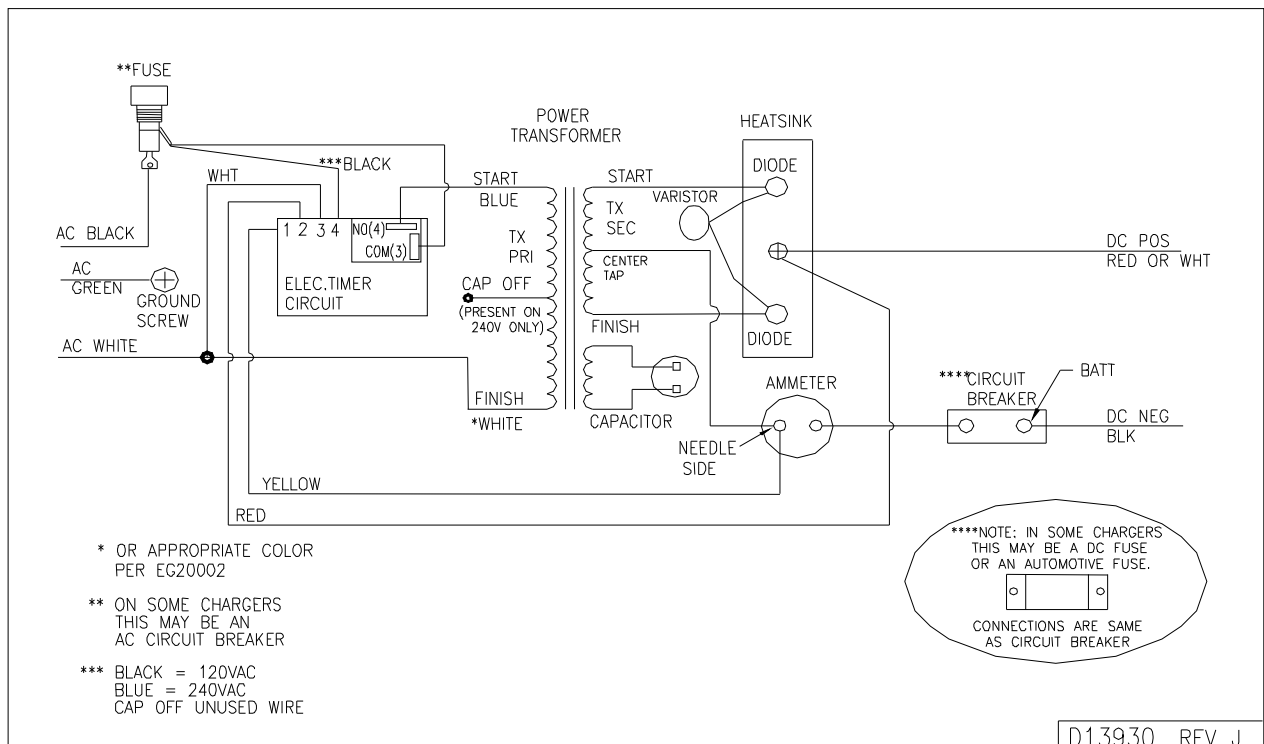 **FUSE
POWER
TRANSFORMER
HEATSINK
DIODE
***BLACK
WHT
START
BLUE
START
VARISTOR
TX
SEC
1 2 3 4
NO(4)
COM(3)
TX
PRI
AC BLACK
DC POS
RED OR WHT
AC
GREEN
GROUND
SCREW
ELEC.TIMER
CIRCUIT
CAP OFF
(PRESENT ON
240V ONLY)
CENTER
TAP
FINISH
DIODE
AC WHITE
FINISH
*WHITE
CAPACITOR
AMMETER
****CIRCUIT
BREAKER
BATT
DC NEG
BLK
NEEDLE
SIDE
YELLOW
RED
* OR APPROPRIATE COLOR
PER EG20002
** ON SOME CHARGERS
THIS MAY BE AN
AC CIRCUIT BREAKER
*** BLACK = 120VAC
BLUE = 240VAC
CAP OFF UNUSED WIRE
****NOTE: IN SOME CHARGERS
THIS MAY BE A DC FUSE
OR AN AUTOMOTIVE FUSE.
CONNECTIONS ARE SAME
AS CIRCUIT BREAKER
D13930 REV J